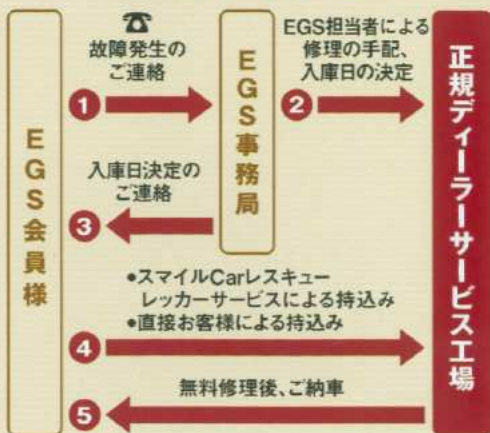 EGS会員様
☎
故障発生の
ご連絡
①
EGS事務局
EGS担当者による
修理の手配、
入庫日の決定
②
正規ディーラーサービス工場
入庫日決定の
ご連絡
③
●スマイルCarレスキュー
レッカーサービスによる持込み
●直接お客様による持込み
④
無料修理後、ご納車
⑤